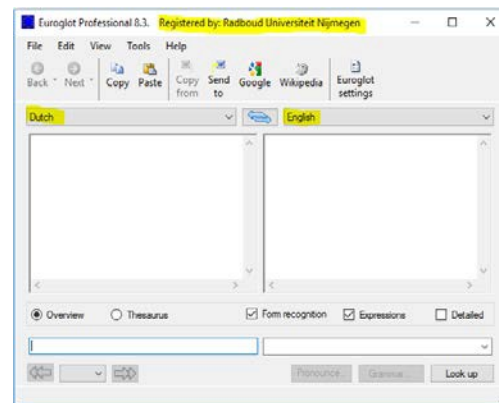 Euroglot Professional 8.3. Registered by: Radboud Universiteit Nijmegen
File Edit View Tools Help
Back Next Copy Paste Copy from Send to Google Wikipedia Euroglot settings
Dutch English
Overview Thesaurus Form recognition Expressions Detailed
Pronounce... Grammar... Look up